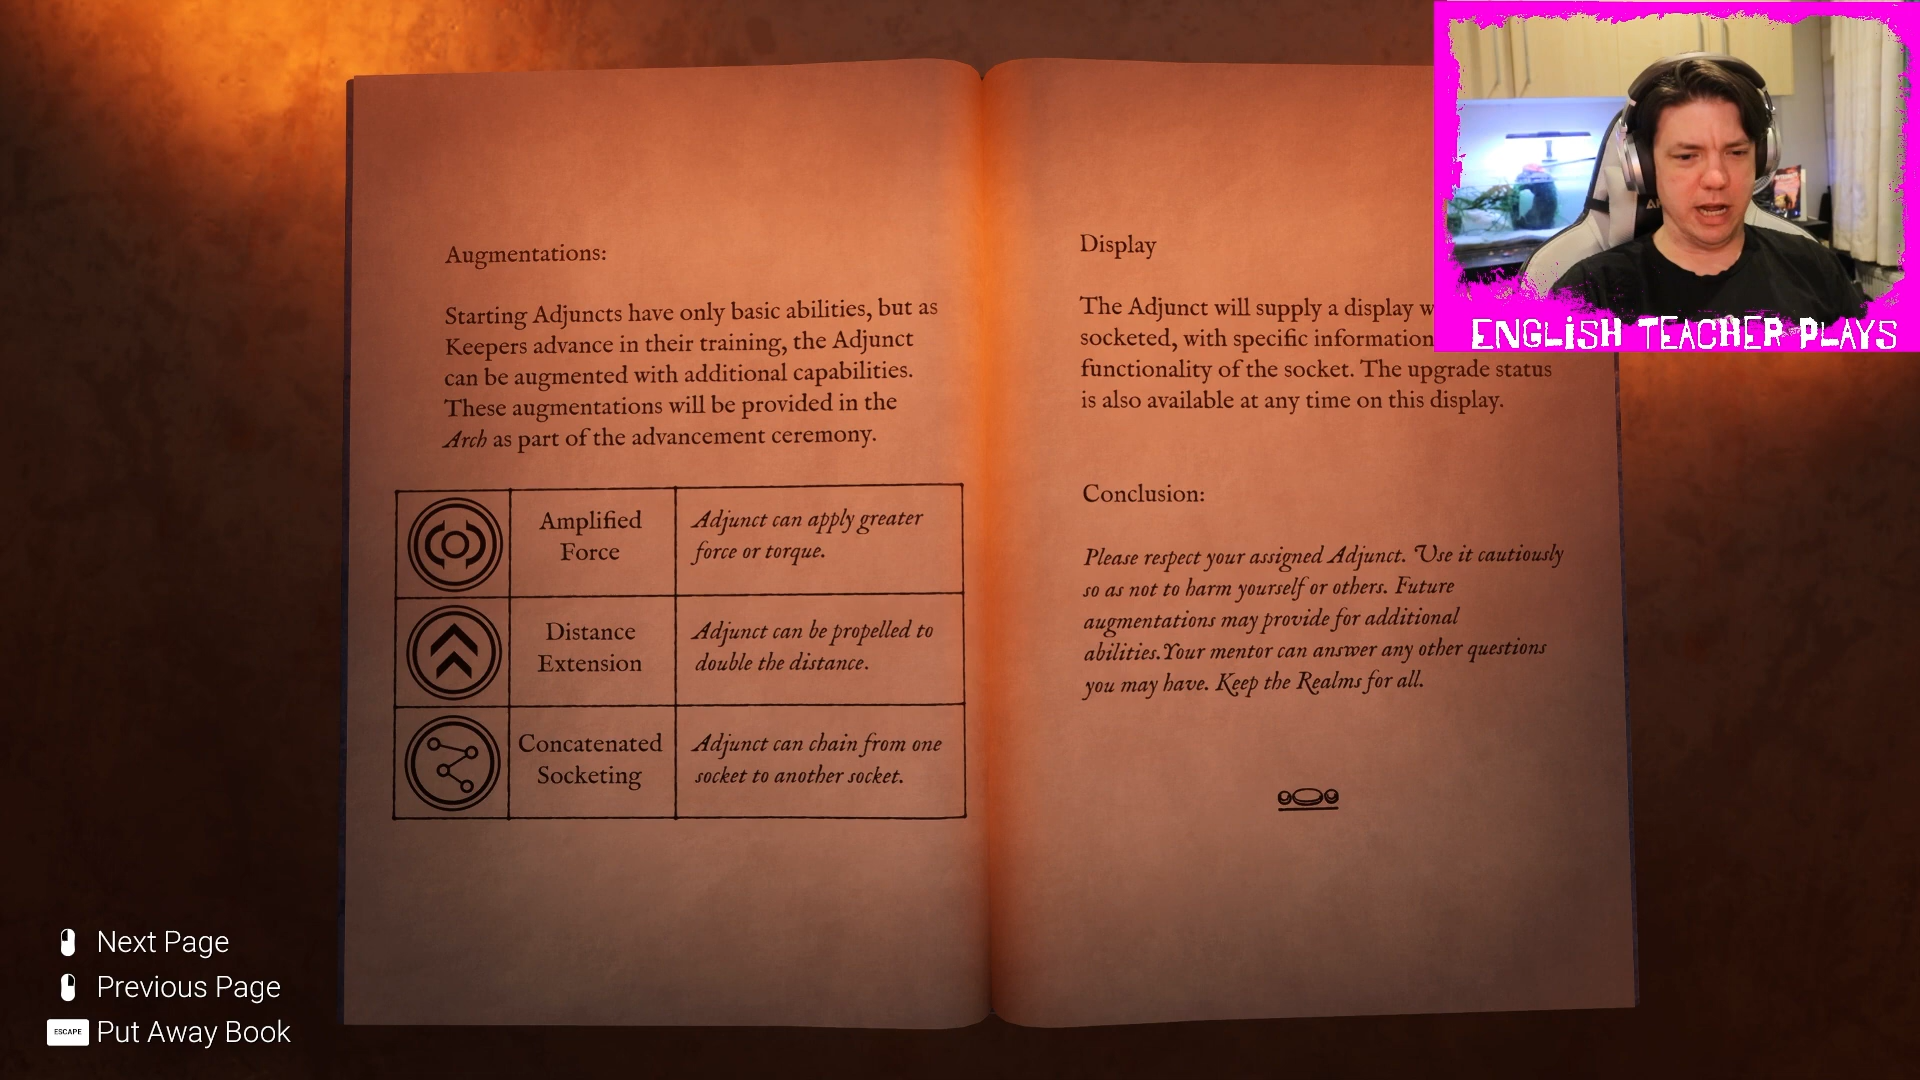 Augmentations:
Starting Adjuncts have only basic abilities, but as
Keepers advance in their training, the Adjunct
can be augmented with additional capabilities.
These augmentations will be provided in the
Arch as part of the advancement ceremony.
Amplified
Force
Adjunct can apply greater
force or torque.
Distance
Extension
Adjunct can be propelled to
double the distance.
Concatenated
Socketing
Adjunct can chain from one
socket to another socket.
Display
The Adjunct will supply a display
socketed, with specific information
functionality of the socket. The upgrade status
is also available at any time on this display.
Conclusion:
Please respect your assigned Adjunct. Use it cautiously
so as not to harm yourself or others. Future
augmentations may provide for additional
abilities.Your mentor can answer any other questions
you may have. Keep the Realms for all.
ENGLISH TEACHER PLAYS
Next Page
Previous Page
ESCAPE Put Away Book